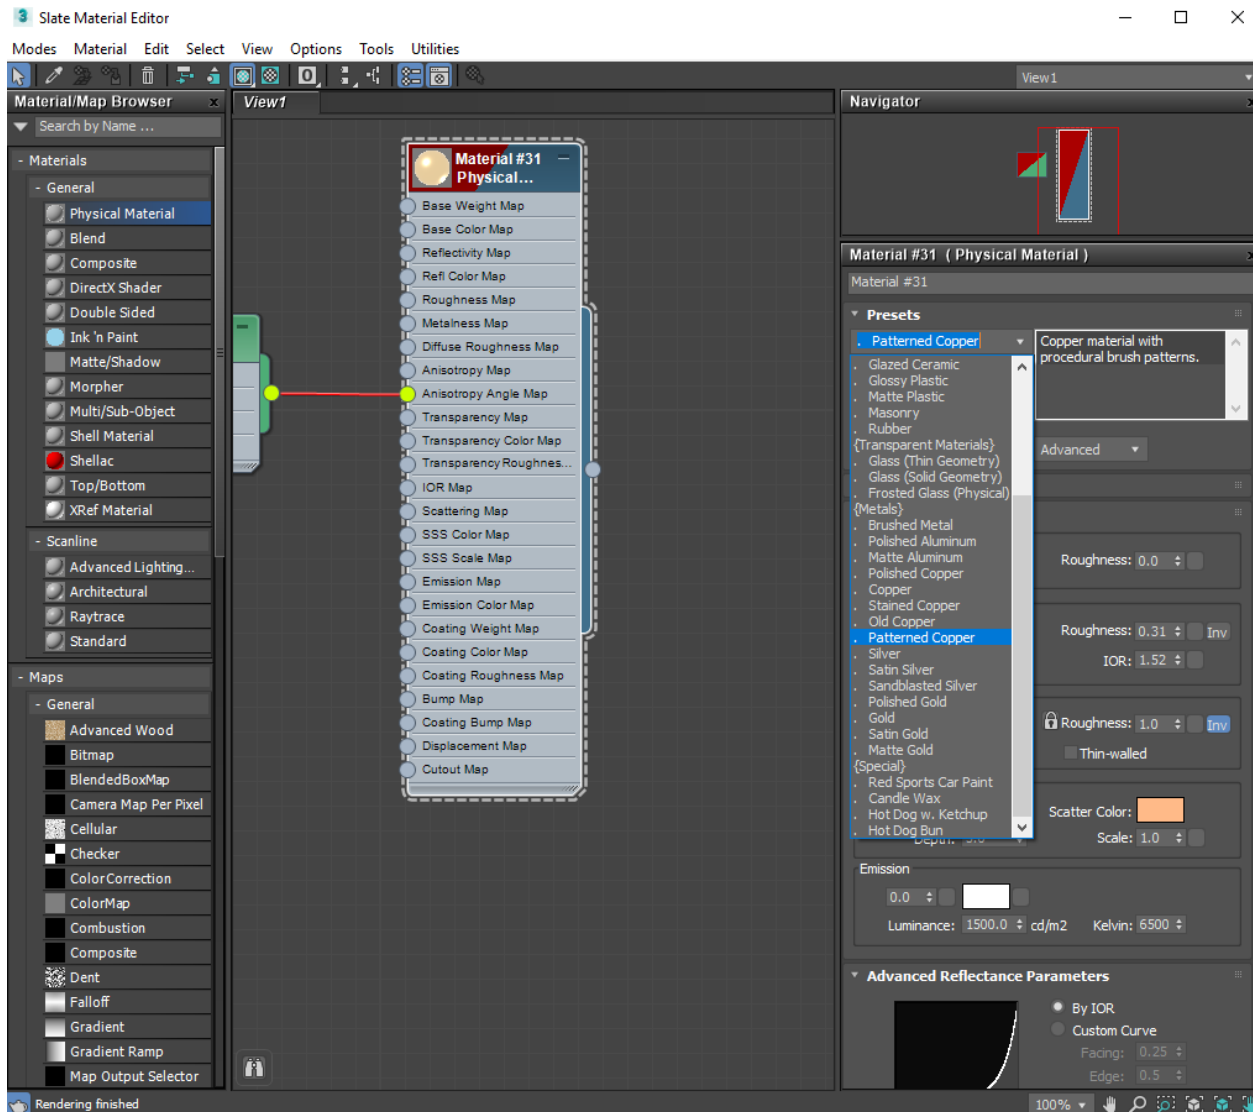 Slate Material Editor
Modes Material Edit Select View Options Tools Utilities
View1
Material/Map Browser x
View1
Navigator
Search by Name ...
- Materials
- General
Physical Material
Blend
Composite
DirectX Shader
Double Sided
Ink 'n Paint
Matte/Shadow
Morpher
Multi/Sub-Object
Shell Material
Shellac
Top/Bottom
XRef Material
- Scanline
Advanced Lighting...
Architectural
Raytrace
Standard
- Maps
- General
Advanced Wood
Bitmap
BlendedBoxMap
Camera Map Per Pixel
Cellular
Checker
ColorCorrection
ColorMap
Combustion
Composite
Dent
Falloff
Gradient
Gradient Ramp
Map Output Selector
Material #31
Physical...
Base Weight Map
Base Color Map
Reflectivity Map
Refl Color Map
Roughness Map
Metalness Map
Diffuse Roughness Map
Anisotropy Map
Anisotropy Angle Map
Transparency Map
Transparency Color Map
Transparency Roughnes...
IOR Map
Scattering Map
SSS Color Map
SSS Scale Map
Emission Map
Emission Color Map
Coating Weight Map
Coating Color Map
Coating Roughness Map
Bump Map
Coating Bump Map
Displacement Map
Cutout Map
Material #31 ( Physical Material )
Material #31
Presets
. Patterned Copper
Copper material with
procedural brush patterns.
. Glazed Ceramic
. Glossy Plastic
. Matte Plastic
. Masonry
. Rubber
{Transparent Materials}
. Glass (Thin Geometry)
. Glass (Solid Geometry)
. Frosted Glass (Physical)
{Metals}
. Brushed Metal
. Polished Aluminum
. Matte Aluminum
. Polished Copper
. Copper
. Stained Copper
. Old Copper
. Patterned Copper
. Silver
. Satin Silver
. Sandblasted Silver
. Polished Gold
. Gold
. Satin Gold
. Matte Gold
{Special}
. Red Sports Car Paint
. Candle Wax
. Hot Dog w. Ketchup
. Hot Dog Bun
Advanced
Roughness: 0.0
Roughness: 0.31 Inv
IOR: 1.52
Roughness: 1.0 Inv
Thin-walled
Scatter Color:
Scale: 1.0
Emission
0.0
Luminance: 1500.0 cd/m2 Kelvin: 6500
Advanced Reflectance Parameters
By IOR
Custom Curve
Facing: 0.25
Edge: 0.5
Rendering finished
100%